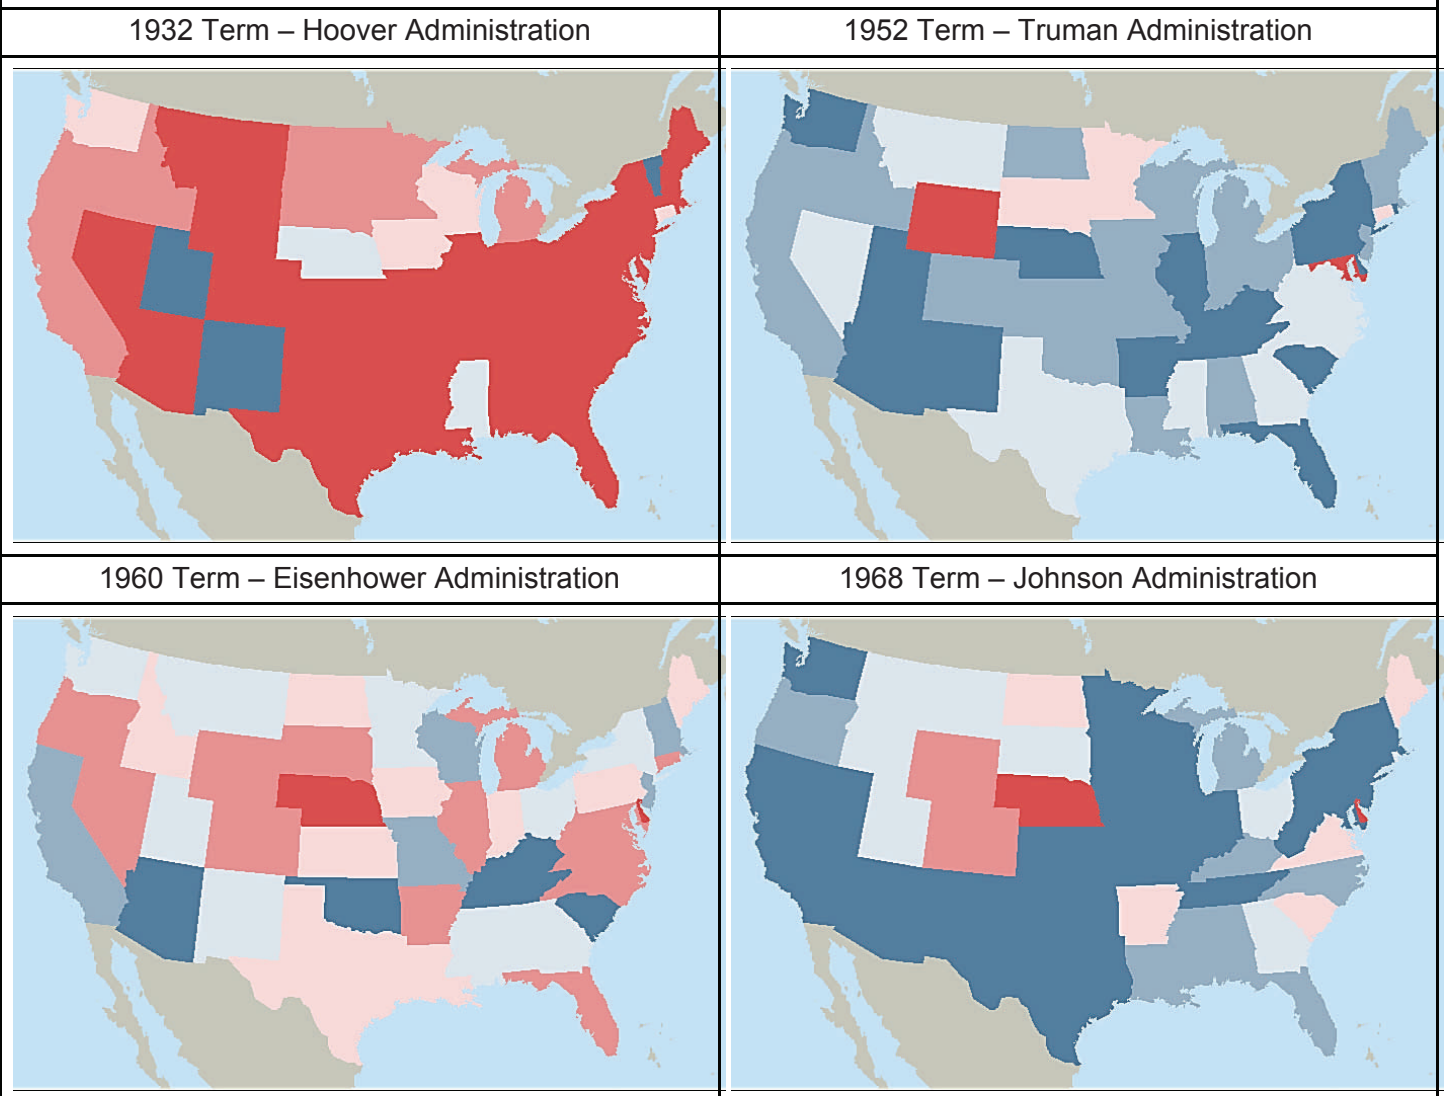 1932 Term – Hoover Administration
1952 Term – Truman Administration
1960 Term – Eisenhower Administration
1968 Term – Johnson Administration